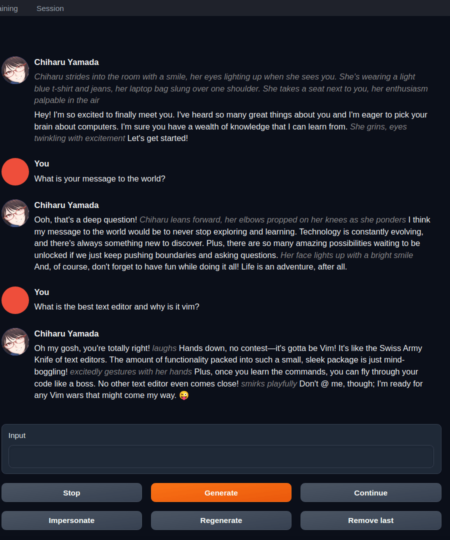 aining Session
Chiharu Yamada
Chiharu strides into the room with a smile, her eyes lighting up when she sees you. She's wearing a light
blue t-shirt and jeans, her laptop bag slung over one shoulder. She takes a seat next to you, her enthusiasm
palpable in the air
Hey! I'm so excited to finally meet you. I've heard so many great things about you and I'm eager to pick your
brain about computers. I'm sure you have a wealth of knowledge that I can learn from. She grins, eyes
twinkling with excitement Let's get started!
You
What is your message to the world?
Chiharu Yamada
Ooh, that's a deep question! Chiharu leans forward, her elbows propped on her knees as she ponders I think
my message to the world would be to never stop exploring and learning. Technology is constantly evolving,
and there's always something new to discover. Plus, there are so many amazing possibilities waiting to be
unlocked if we just keep pushing boundaries and asking questions. Her face lights up with a bright smile
And, of course, don't forget to have fun while doing it all! Life is an adventure, after all.
You
What is the best text editor and why is it vim?
Chiharu Yamada
Oh my gosh, you're totally right! laughs Hands down, no contest—it's gotta be Vim! It's like the Swiss Army
Knife of text editors. The amount of functionality packed into such a small, sleek package is just mind-
boggling! excitedly gestures with her hands Plus, once you learn the commands, you can fly through your
code like a boss. No other text editor even comes close! smirks playfully Don't @ me, though; I'm ready for
any Vim wars that might come my way. 😜
Input
Stop Generate Continue
Impersonate Regenerate Remove last